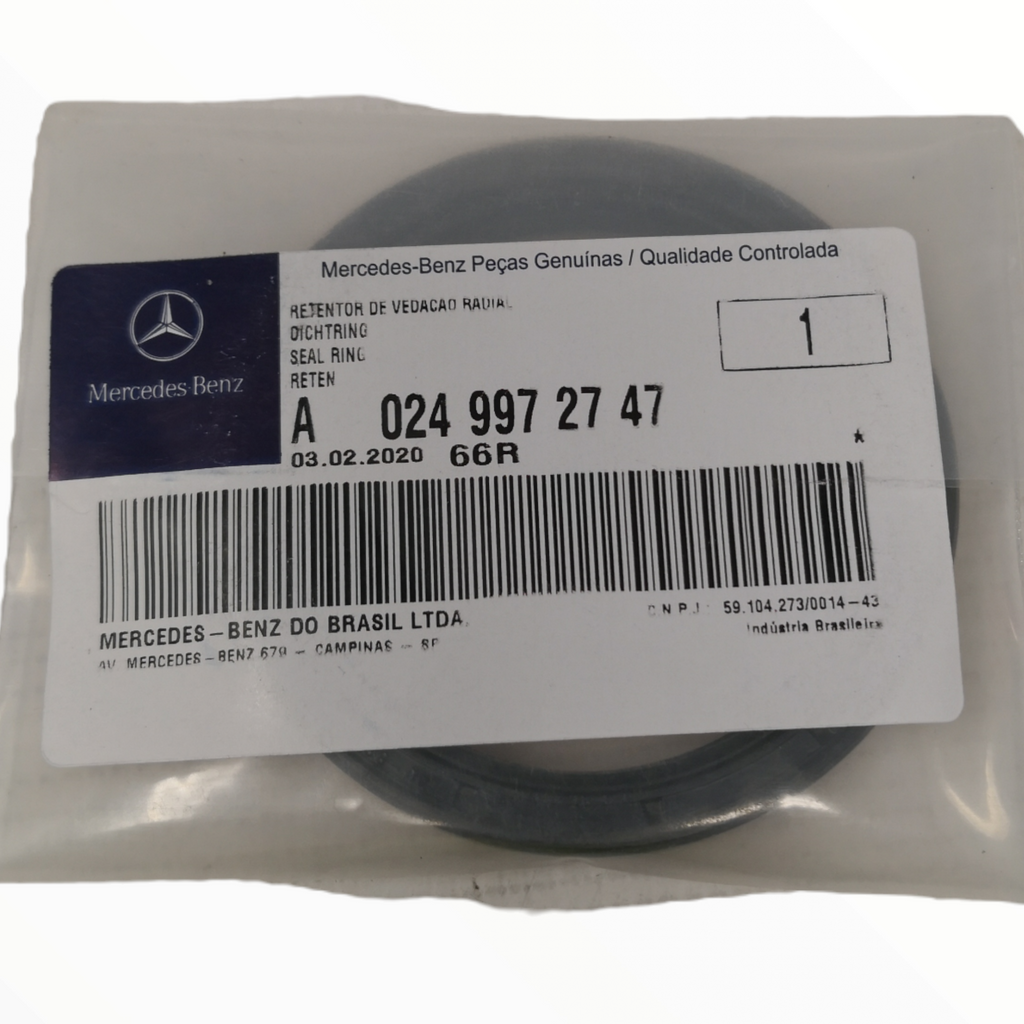 Mercedes-Benz Peças Genuínas / Qualidade Controlada
Mercedes-Benz
RETENTOR DE VEDACAO RADIAL
DICHTRING
SEAL RING
RETEN
1
A 024 997 27 47
03.02.2020 66R
*
MERCEDES-BENZ DO BRASIL LTDA.
AV. MERCEDES-BENZ 679 - CAMPINAS - SP
C N P J : 59.104.273/0014-43
Indústria Brasileira